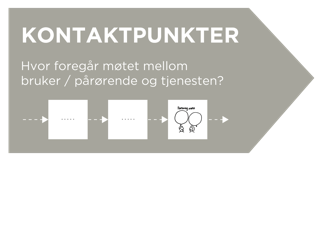 KONTAKTPUNKTER
Hvor foregår møtet mellom
bruker / pårørende og tjenesten?
.....
.....